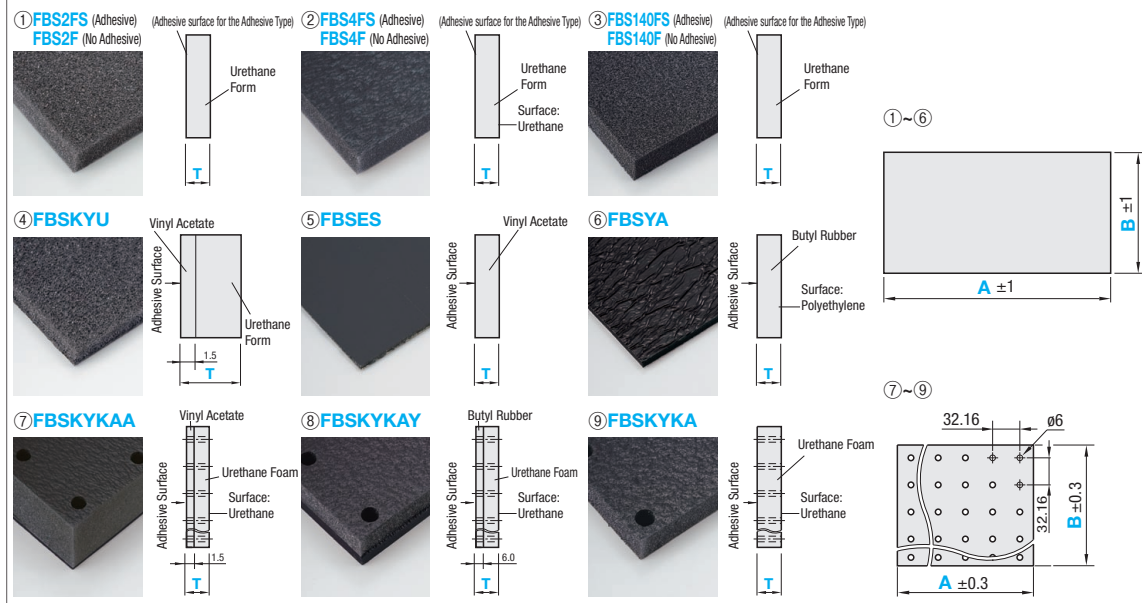 ①FBS2FS (Adhesive)
FBS2F (No Adhesive)
(Adhesive surface for the Adhesive Type)
Urethane
Form
T
②FBS4FS (Adhesive)
FBS4F (No Adhesive)
(Adhesive surface for the Adhesive Type)
Urethane
Form
Surface:
Urethane
T
③FBS140FS (Adhesive)
FBS140F (No Adhesive)
(Adhesive surface for the Adhesive Type)
Urethane
Form
T
①~⑥
B ±1
A ±1
④FBSKYU
Vinyl Acetate
Adhesive Surface
Urethane
Form
1.5
T
⑤FBSES
Vinyl Acetate
Adhesive Surface
T
⑥FBSYA
Butyl Rubber
Adhesive Surface
Surface:
Polyethylene
T
⑦FBSKYKAA
Vinyl Acetate
Adhesive Surface
Urethane Foam
Surface:
Urethane
1.5
T
⑧FBSKYKAY
Butyl Rubber
Adhesive Surface
Urethane Foam
Surface:
Urethane
6.0
T
⑨FBSKYKA
Adhesive Surface
Urethane Foam
Surface:
Urethane
T
⑦~⑨
32.16
ø6
32.16
B ±0.3
A ±0.3